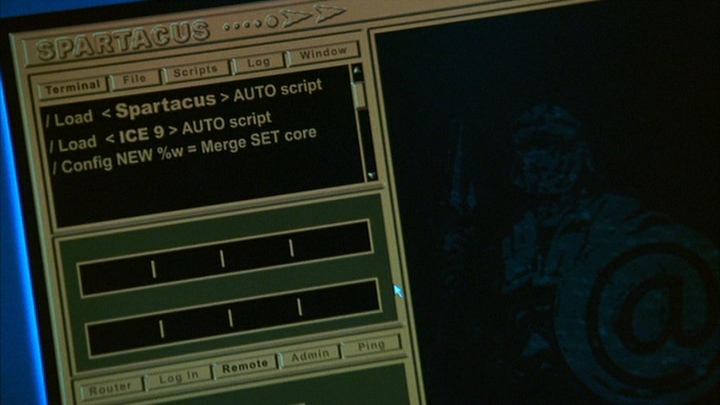 SPARTACUS
Terminal File Scripts Log Window
/ Load < Spartacus > AUTO script
/ Load < ICE 9 > AUTO script
/ Config NEW %w = Merge SET core
Router Log In Remote Admin Ping
@